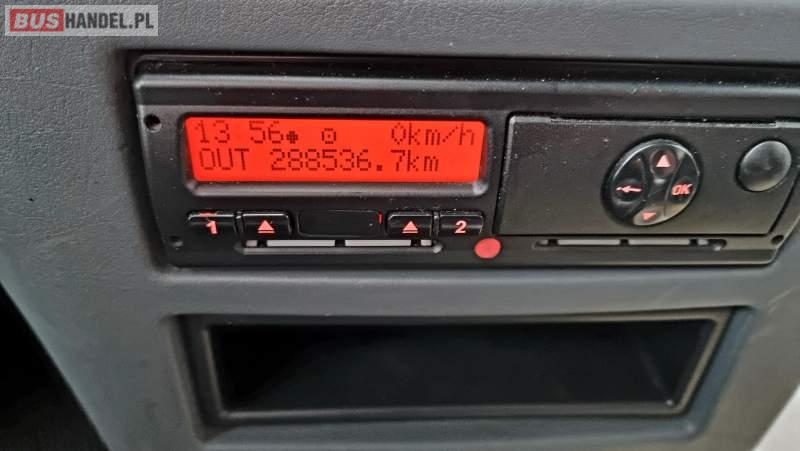 BUSHANDEL.PL
13 56 0km/h
OUT 288536.7km
1 2
OK